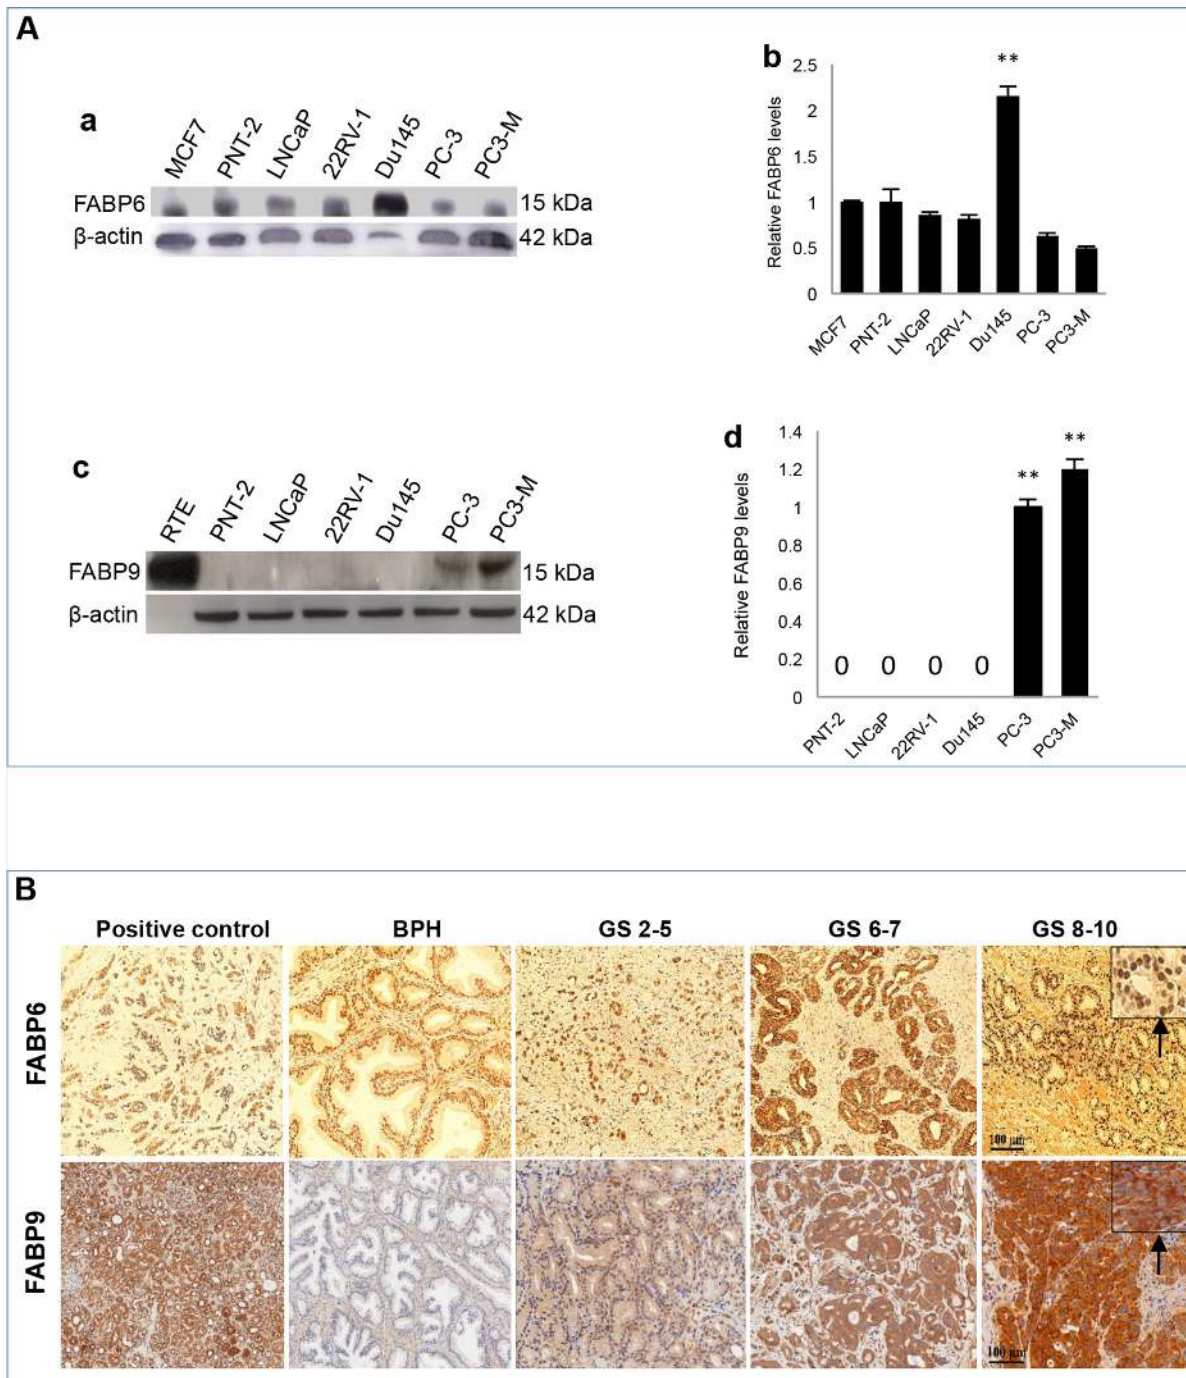 A
a
MCF7 PNT-2 LNCaP 22RV-1 Du145 PC-3 PC3-M
FABP6 15 kDa
β-actin 42 kDa
b
Relative FABP6 levels
2.5
2
1.5
1
0.5
0
**
MCF7 PNT-2 LNCaP 22RV-1 Du145 PC-3 PC3-M
c
RTE PNT-2 LNCaP 22RV-1 Du145 PC-3 PC3-M
FABP9 15 kDa
β-actin 42 kDa
d
Relative FABP9 levels
1.4
1.2
1
0.8
0.6
0.4
0.2
0
0 0 0 0 ** **
PNT-2 LNCaP 22RV-1 Du145 PC-3 PC3-M
B
Positive control BPH GS 2-5 GS 6-7 GS 8-10
FABP6
100 μm
FABP9
100 μm